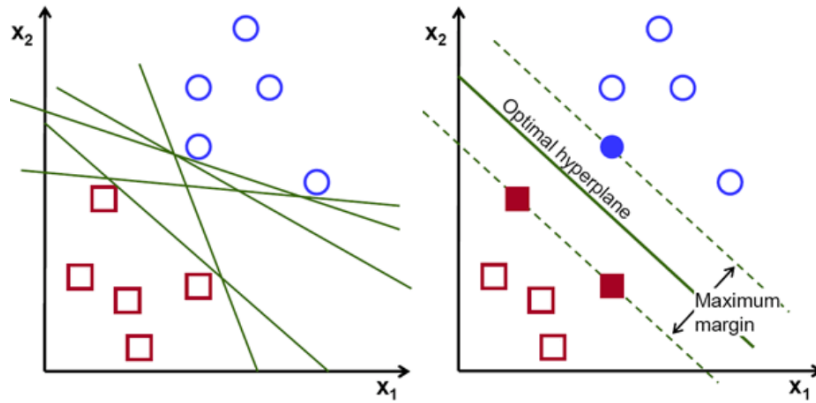 x₂
x₁
x₂
Optimal hyperplane
Maximum
margin
x₁